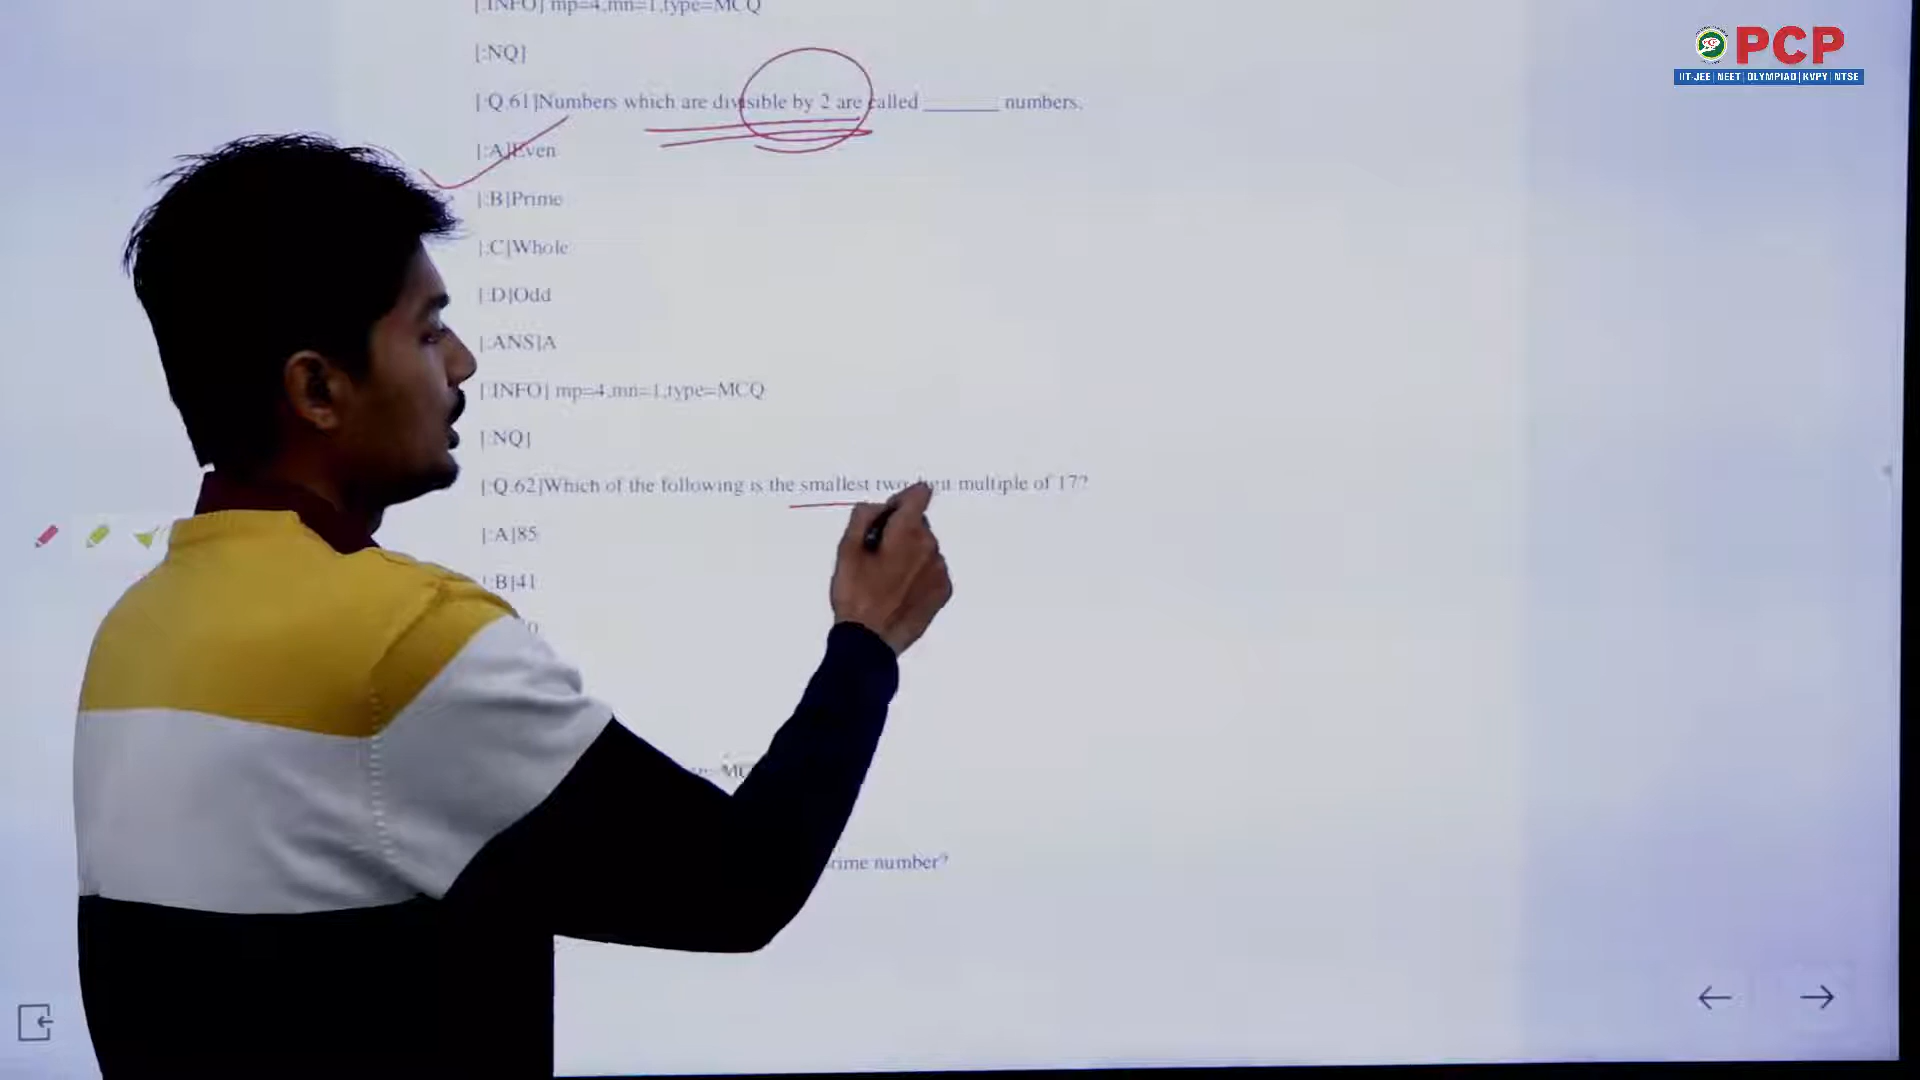 [:INFO] mp=4,mn=1,type=MCQ
PCP
IIT-JEE | NEET | OLYMPIAD | KVPY | NTSE
[:NQ]
[:Q.61]Numbers which are divisible by 2 are called ________ numbers.
[:A]Even
[:B]Prime
[:C]Whole
[:D]Odd
[:ANS]A
[:INFO] mp=4,mn=1,type=MCQ
[:NQ]
[:Q.62]Which of the following is the smallest two multiple of 17?
[:A]85
[:B]41
number?